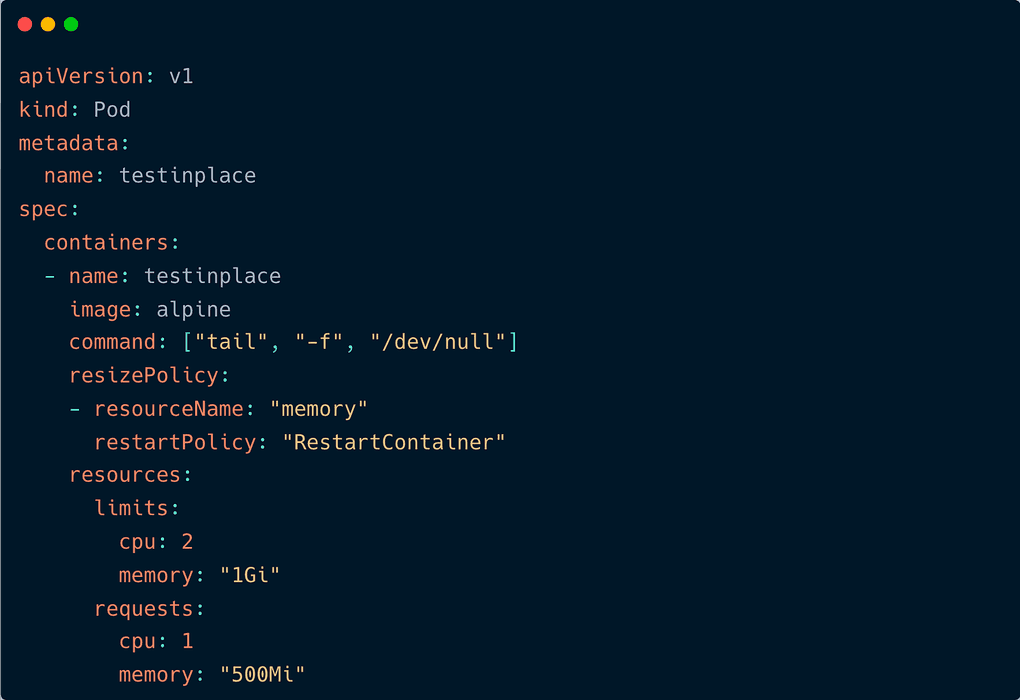 apiVersion: v1
kind: Pod
metadata:
  name: testinplace
spec:
  containers:
  - name: testinplace
    image: alpine
    command: ["tail", "-f", "/dev/null"]
    resizePolicy:
    - resourceName: "memory"
      restartPolicy: "RestartContainer"
    resources:
      limits:
        cpu: 2
        memory: "1Gi"
      requests:
        cpu: 1
        memory: "500Mi"